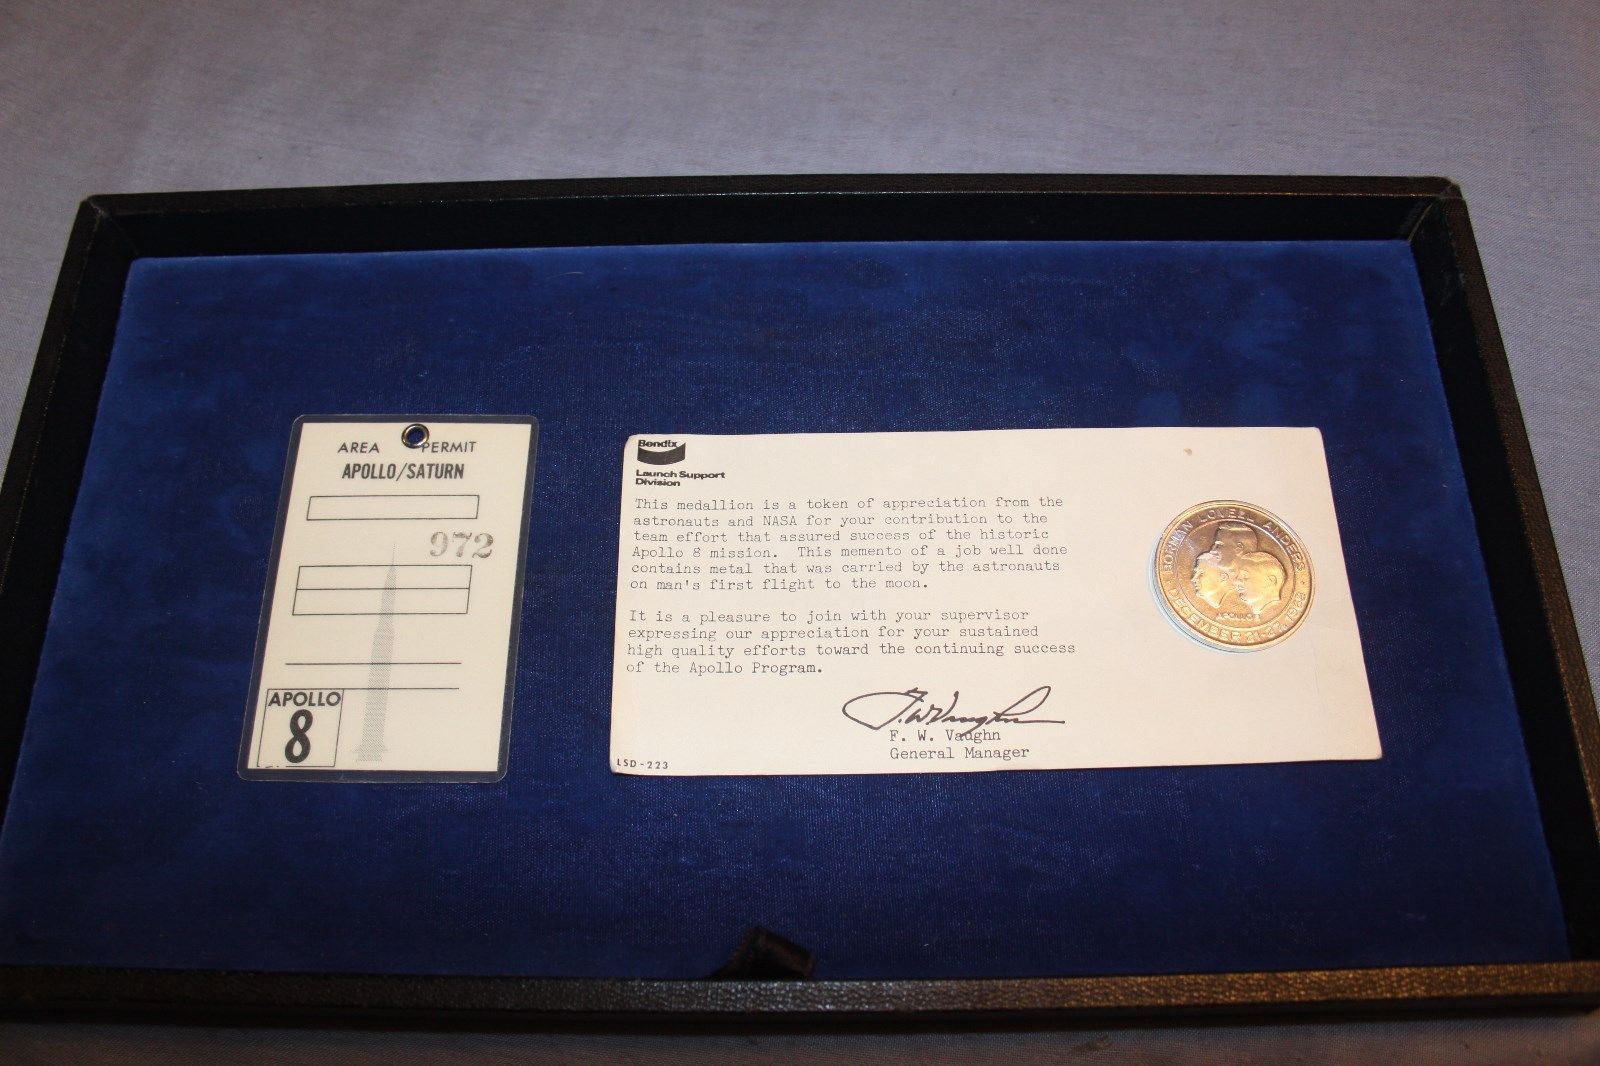 AREA PERMIT
APOLLO/SATURN
972
APOLLO
8
Bendix
Launch Support
Division
This medallion is a token of appreciation from the
astronauts and NASA for your contribution to the
team effort that assured success of the historic
Apollo 8 mission. This memento of a job well done
contains metal that was carried by the astronauts
on man's first flight to the moon.
It is a pleasure to join with your supervisor
expressing our appreciation for your sustained
high quality efforts toward the continuing success
of the Apollo Program.
F. W. Vaughn
F. W. Vaughn
General Manager
LSD-223
BORMAN LOVELL ANDERS
APOLLO 8
DECEMBER 21-27, 1968